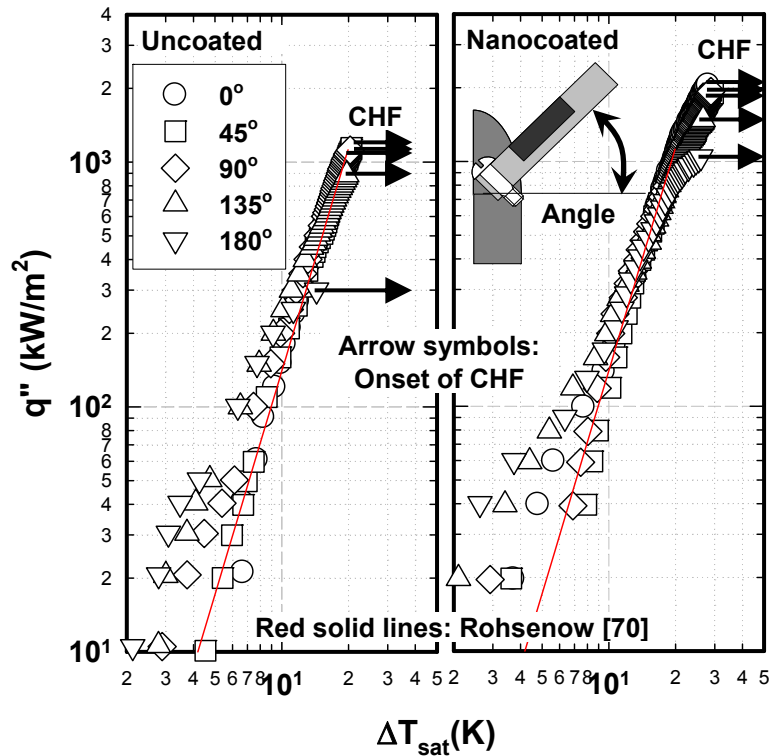 Uncoated
Nanocoated
0°
45°
90°
135°
180°
CHF
CHF
Angle
Arrow symbols:
Onset of CHF
Red solid lines: Rohsenow [70]
q" (kW/m²)
4
3
2
10³
8
7
6
5
4
3
2
10²
8
7
6
5
4
3
2
10¹
2 3 4 5 6 7 8 10¹ 2 3 4 5
2 3 4 5 6 7 8 10¹ 2 3 4 5
ΔTsat(K)